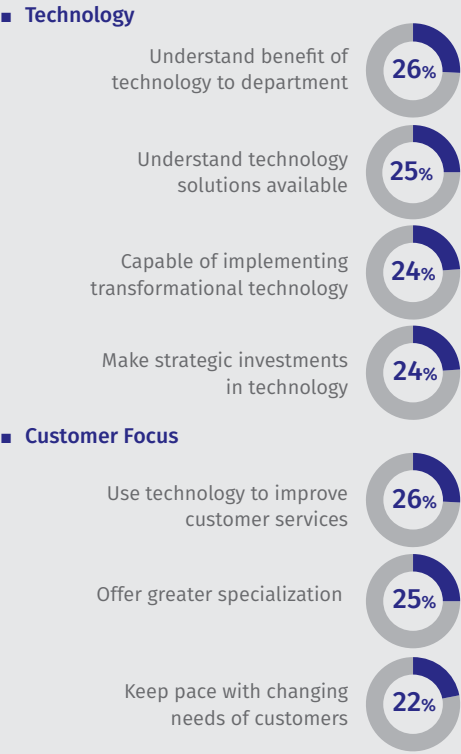 ■ Technology
Understand benefit of
technology to department
26%
Understand technology
solutions available
25%
Capable of implementing
transformational technology
24%
Make strategic investments
in technology
24%
■ Customer Focus
Use technology to improve
customer services
26%
Offer greater specialization
25%
Keep pace with changing
needs of customers
22%